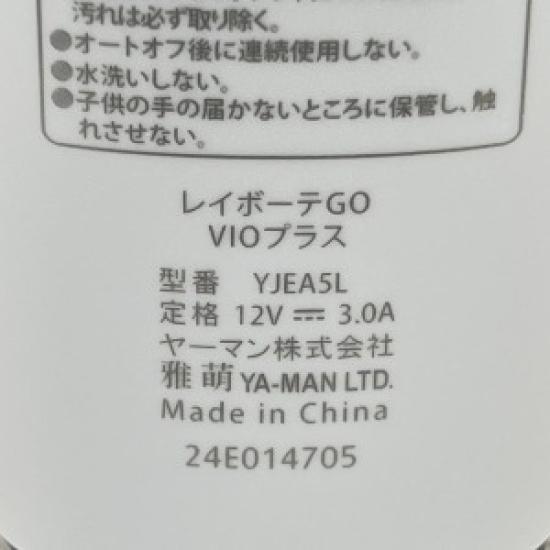 汚れは必ず取り除く。
●オートオフ後に連続使用しない。
●水洗いしない。
●子供の手の届かないところに保管し、触
れさせない。
レイボーテGO
VIOプラス
型番 YJEA5L
定格 12V ⎓ 3.0A
ヤーマン株式会社
雅萌 YA-MAN LTD.
Made in China
24E014705